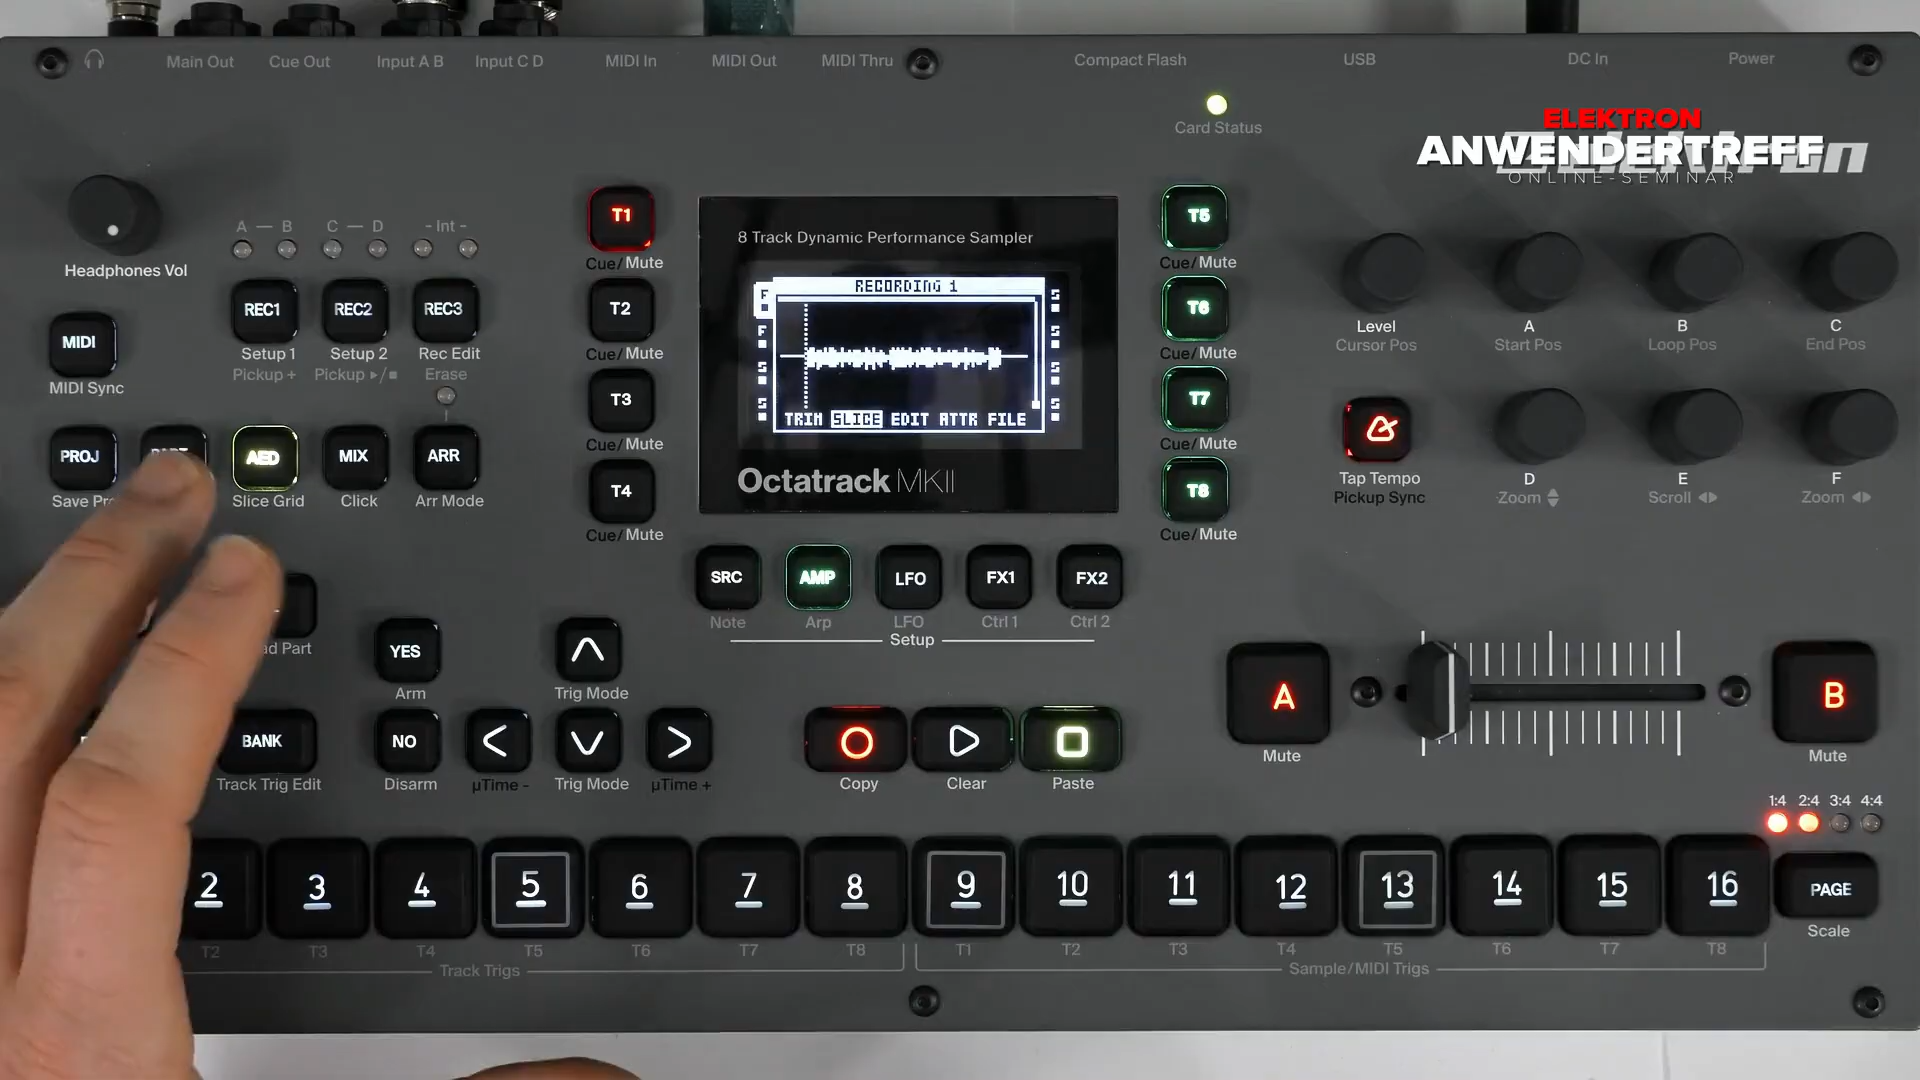 Main Out Cue Out Input A B Input C D MIDI In MIDI Out MIDI Thru Compact Flash USB DC In Power
Card Status
ELEKTRON
ANWENDERTREFF
ONLINE-SEMINAR
Headphones Vol
A B C D - Int -
REC1 REC2 REC3
Setup 1 Setup 2 Rec Edit
Pickup + Pickup Erase
MIDI
MIDI Sync
PROJ PART AED MIX ARR
Save Pr Slice Grid Click Arr Mode
T1
Cue/Mute
T2
Cue/Mute
T3
Cue/Mute
T4
Cue/Mute
8 Track Dynamic Performance Sampler
RECORDING 1
F
F
S
S
S
S
S
S
TRIM SLICE EDIT ATTR FILE
Octatrack MKII
T5
Cue/Mute
T6
Cue/Mute
T7
Cue/Mute
T8
Cue/Mute
Level A B C
Cursor Pos Start Pos Loop Pos End Pos
Tap Tempo D E F
Pickup Sync Zoom Scroll Zoom
SRC AMP LFO FX1 FX2
Note Arp LFO Ctrl 1 Ctrl 2
Setup
ad Part
YES
Arm Trig Mode
BANK NO
Track Trig Edit Disarm µTime - Trig Mode µTime +
Copy Clear Paste
A B
Mute Mute
1:4 2:4 3:4 4:4
2 3 4 5 6 7 8 9 10 11 12 13 14 15 16 PAGE
Scale
T2 T3 T4 T5 T6 T7 T8 T1 T2 T3 T4 T5 T6 T7 T8
Track Trigs Sample/MIDI Trigs